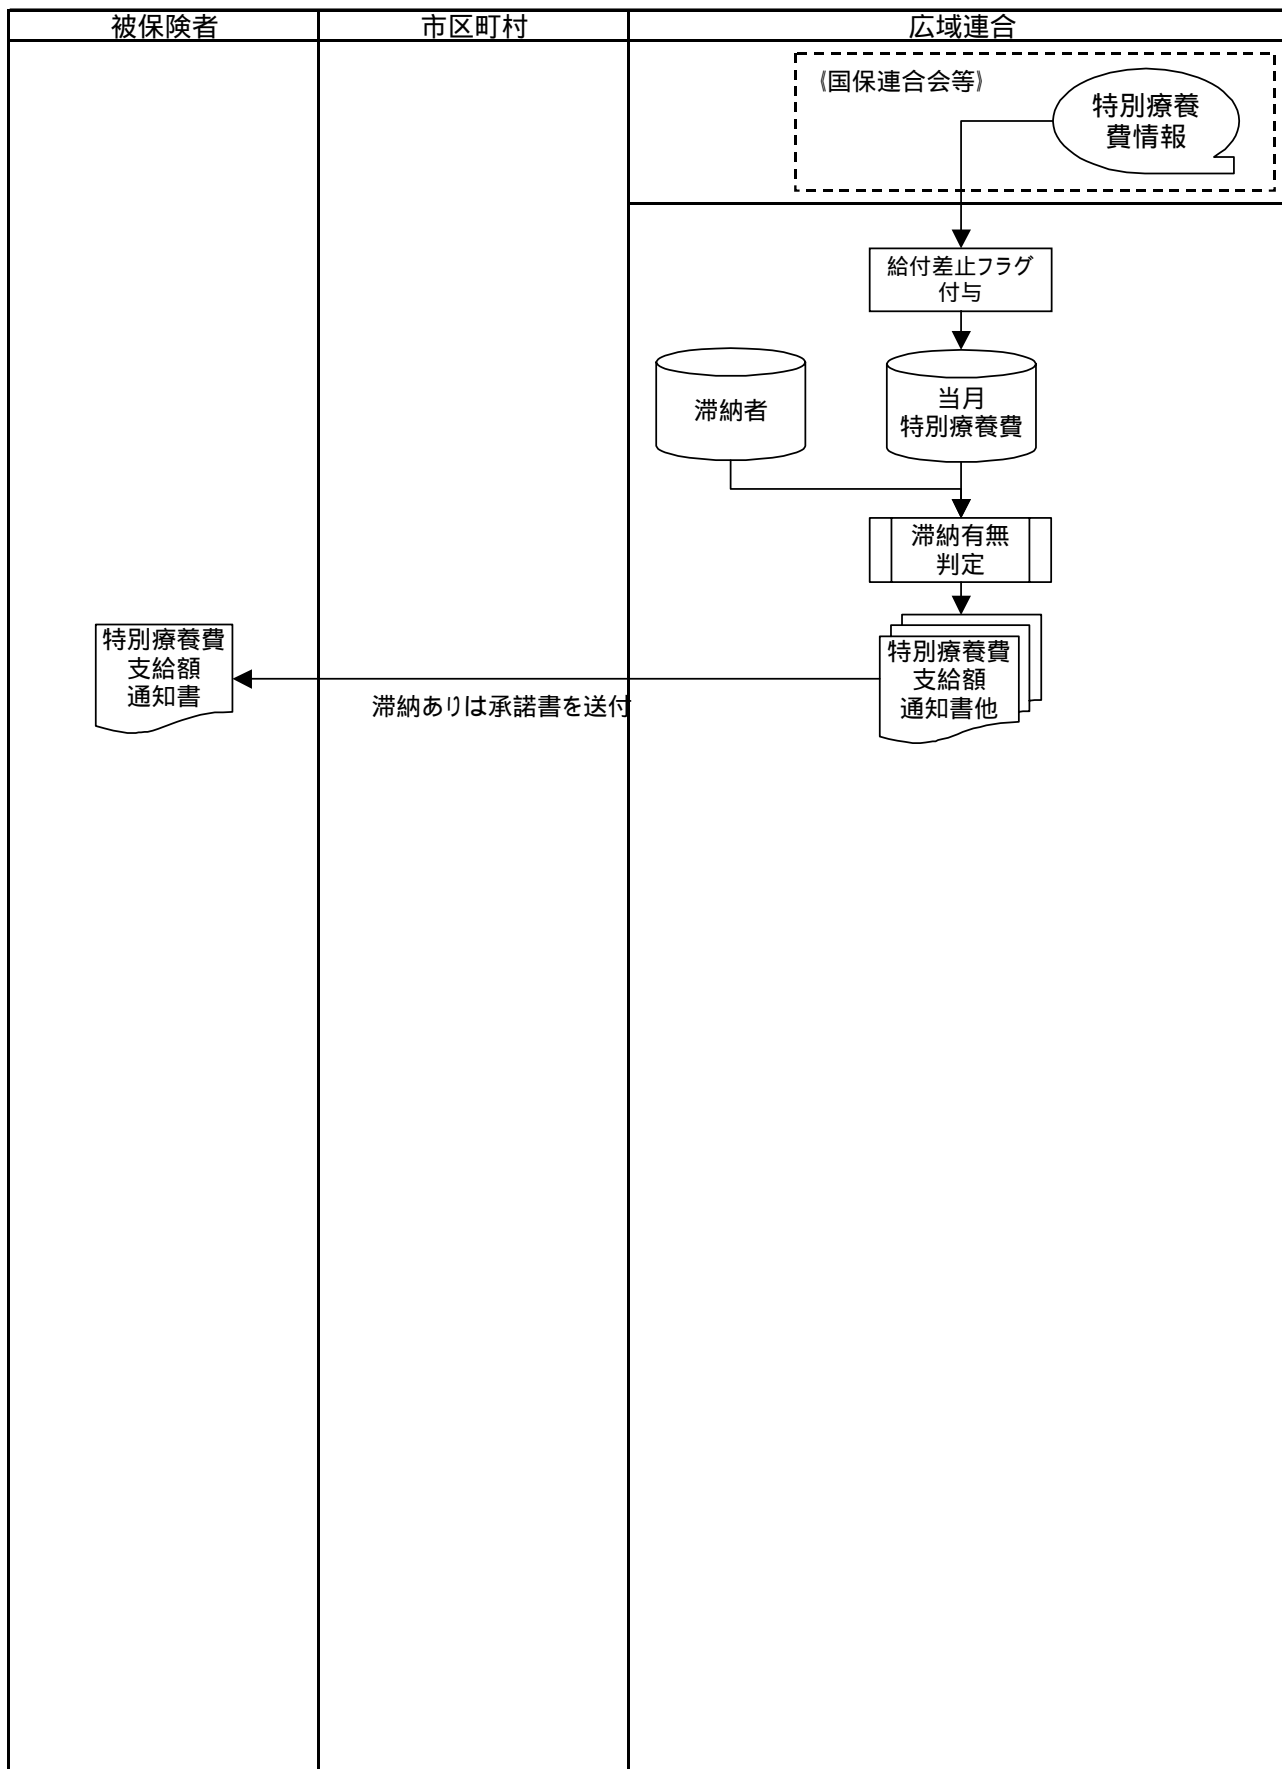 被保険者
市区町村
広域連合
《国保連合会等》
特別療養
費情報
給付差止フラグ
付与
滞納者
当月
特別療養費
滞納有無
判定
特別療養費
支給額
通知書
滞納ありは承諾書を送付
特別療養費
支給額
通知書他